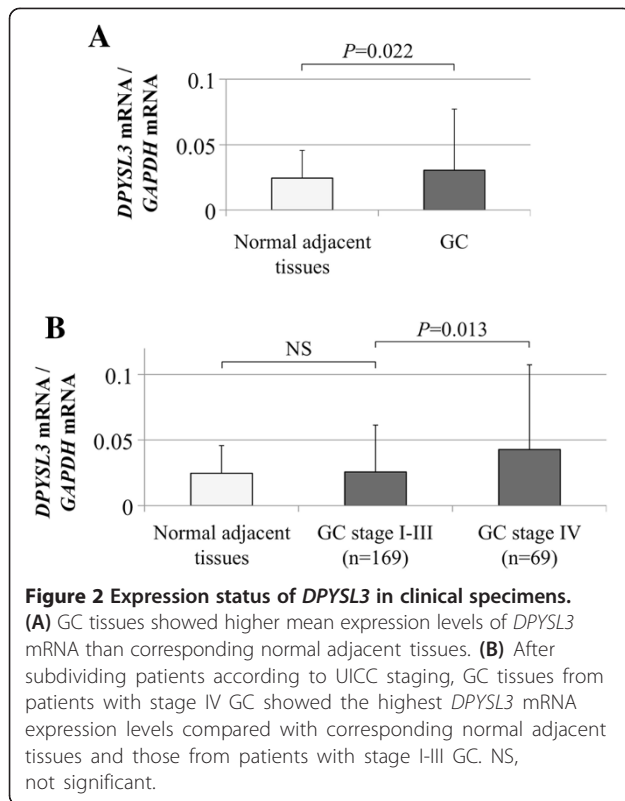 A
P=0.022
DPYSL3 mRNA /
GAPDH mRNA
0.1
0.05
0
Normal adjacent
tissues
GC
B
P=0.013
NS
DPYSL3 mRNA /
GAPDH mRNA
0.1
0.05
0
Normal adjacent
tissues
GC stage I-III
(n=169)
GC stage IV
(n=69)
Figure 2 Expression status of DPYSL3 in clinical specimens.
(A) GC tissues showed higher mean expression levels of DPYSL3
mRNA than corresponding normal adjacent tissues. (B) After
subdividing patients according to UICC staging, GC tissues from
patients with stage IV GC showed the highest DPYSL3 mRNA
expression levels compared with corresponding normal adjacent
tissues and those from patients with stage I-III GC. NS,
not significant.